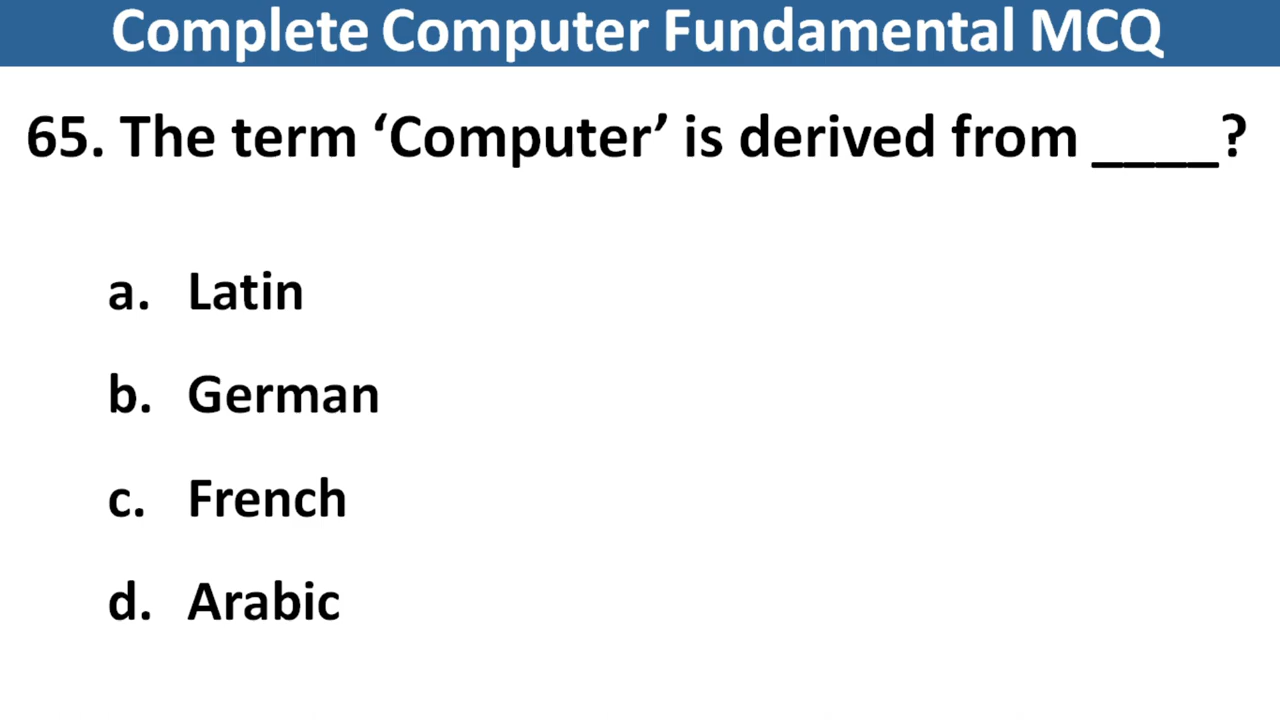 Complete Computer Fundamental MCQ
65. The term ‘Computer’ is derived from ____?
a. Latin
b. German
c. French
d. Arabic